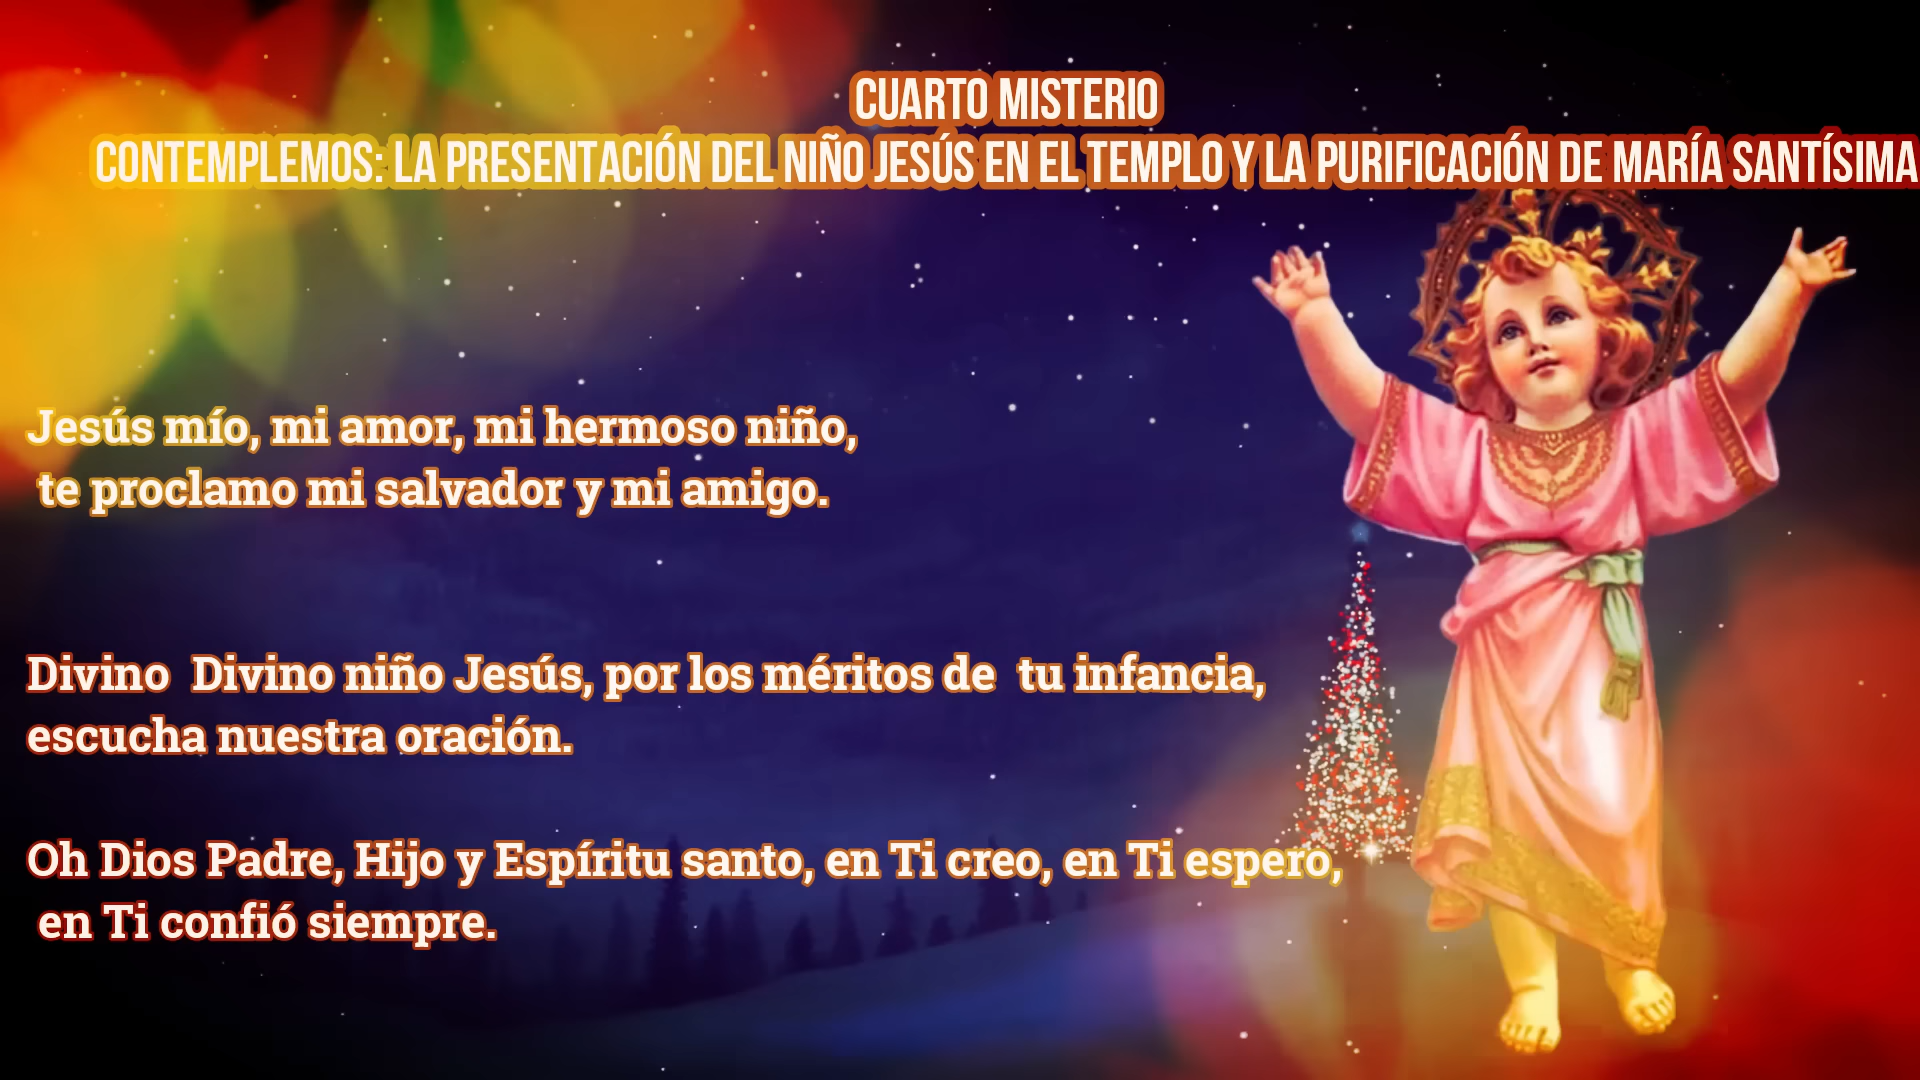 CUARTO MISTERIO
CONTEMPLEMOS: LA PRESENTACIÓN DEL NIÑO JESÚS EN EL TEMPLO Y LA PURIFICACIÓN DE MARÍA SANTÍSIMA
Jesús mío, mi amor, mi hermoso niño,
te proclamo mi salvador y mi amigo.
Divino Divino niño Jesús, por los méritos de tu infancia,
escucha nuestra oración.
Oh Dios Padre, Hijo y Espíritu santo, en Ti creo, en Ti espero,
en Ti confió siempre.